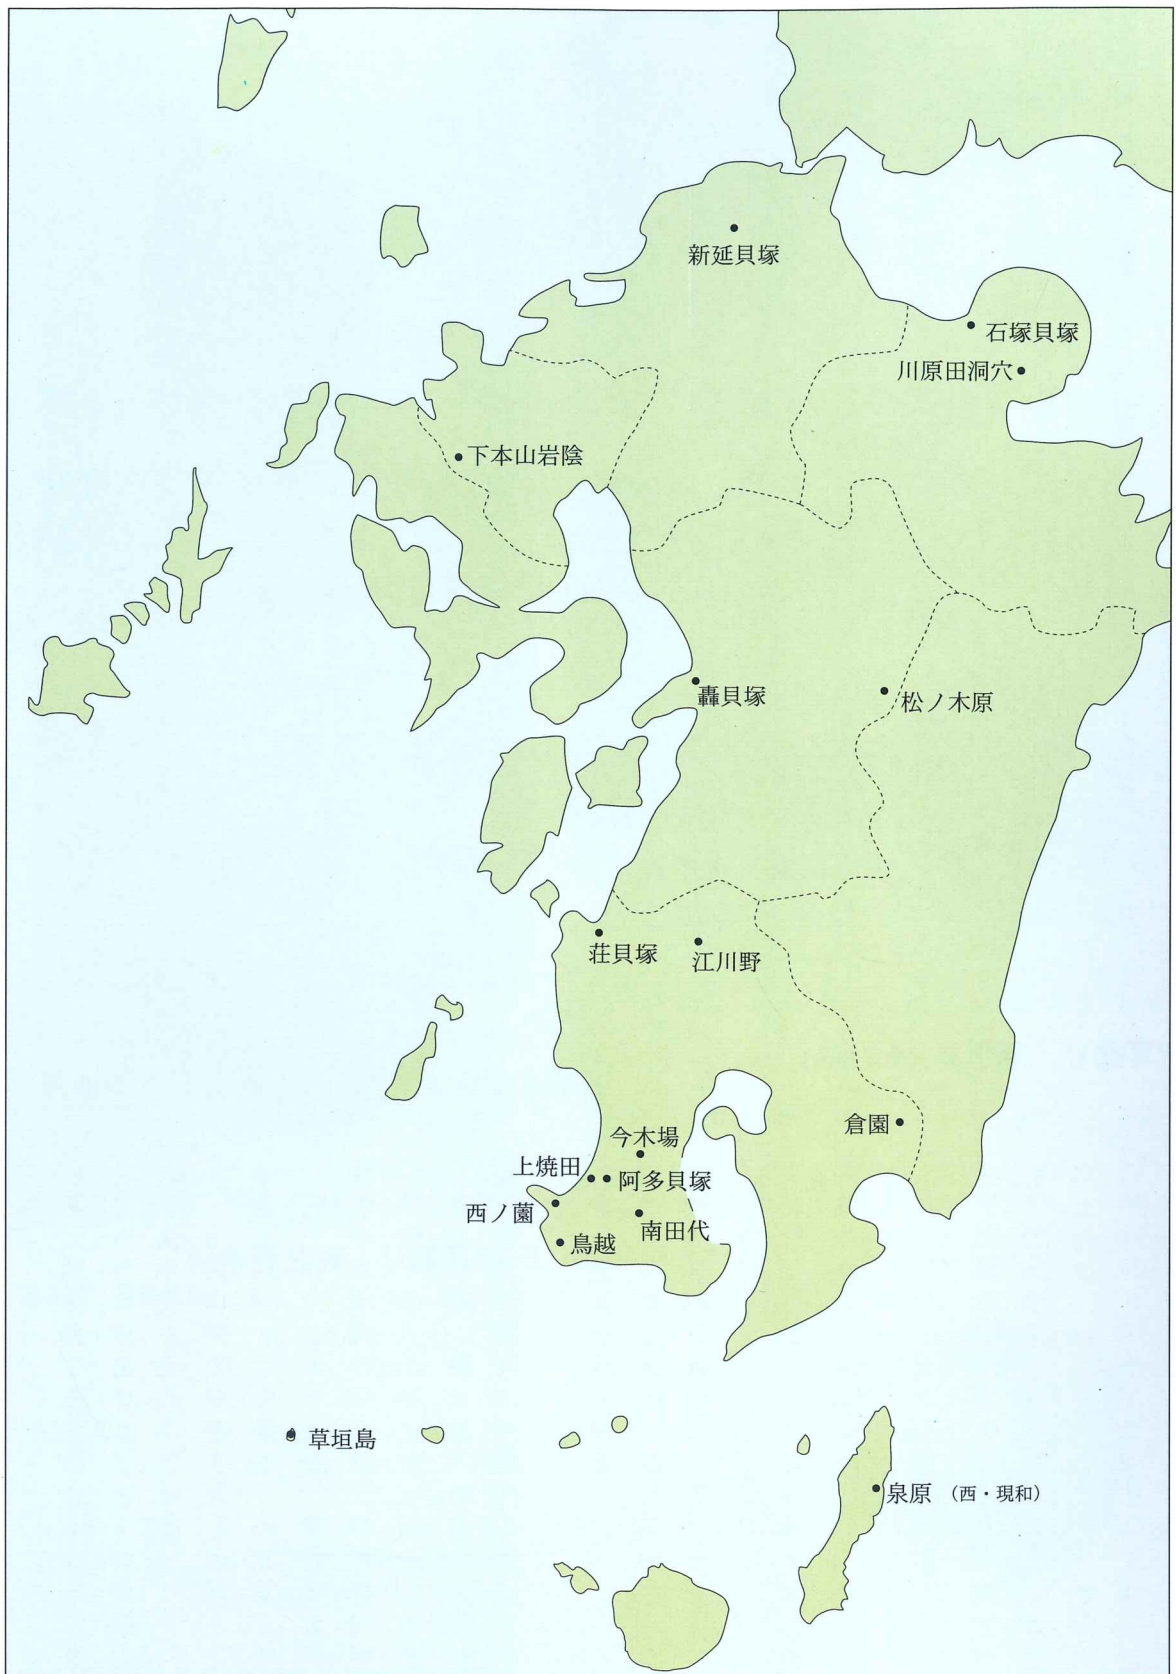 新延貝塚
石塚貝塚
川原田洞穴
下本山岩陰
轟貝塚
松ノ木原
荘貝塚
江川野
倉園
今木場
上焼田
阿多貝塚
西ノ薗
南田代
鳥越
草垣島
泉原 （西・現和）